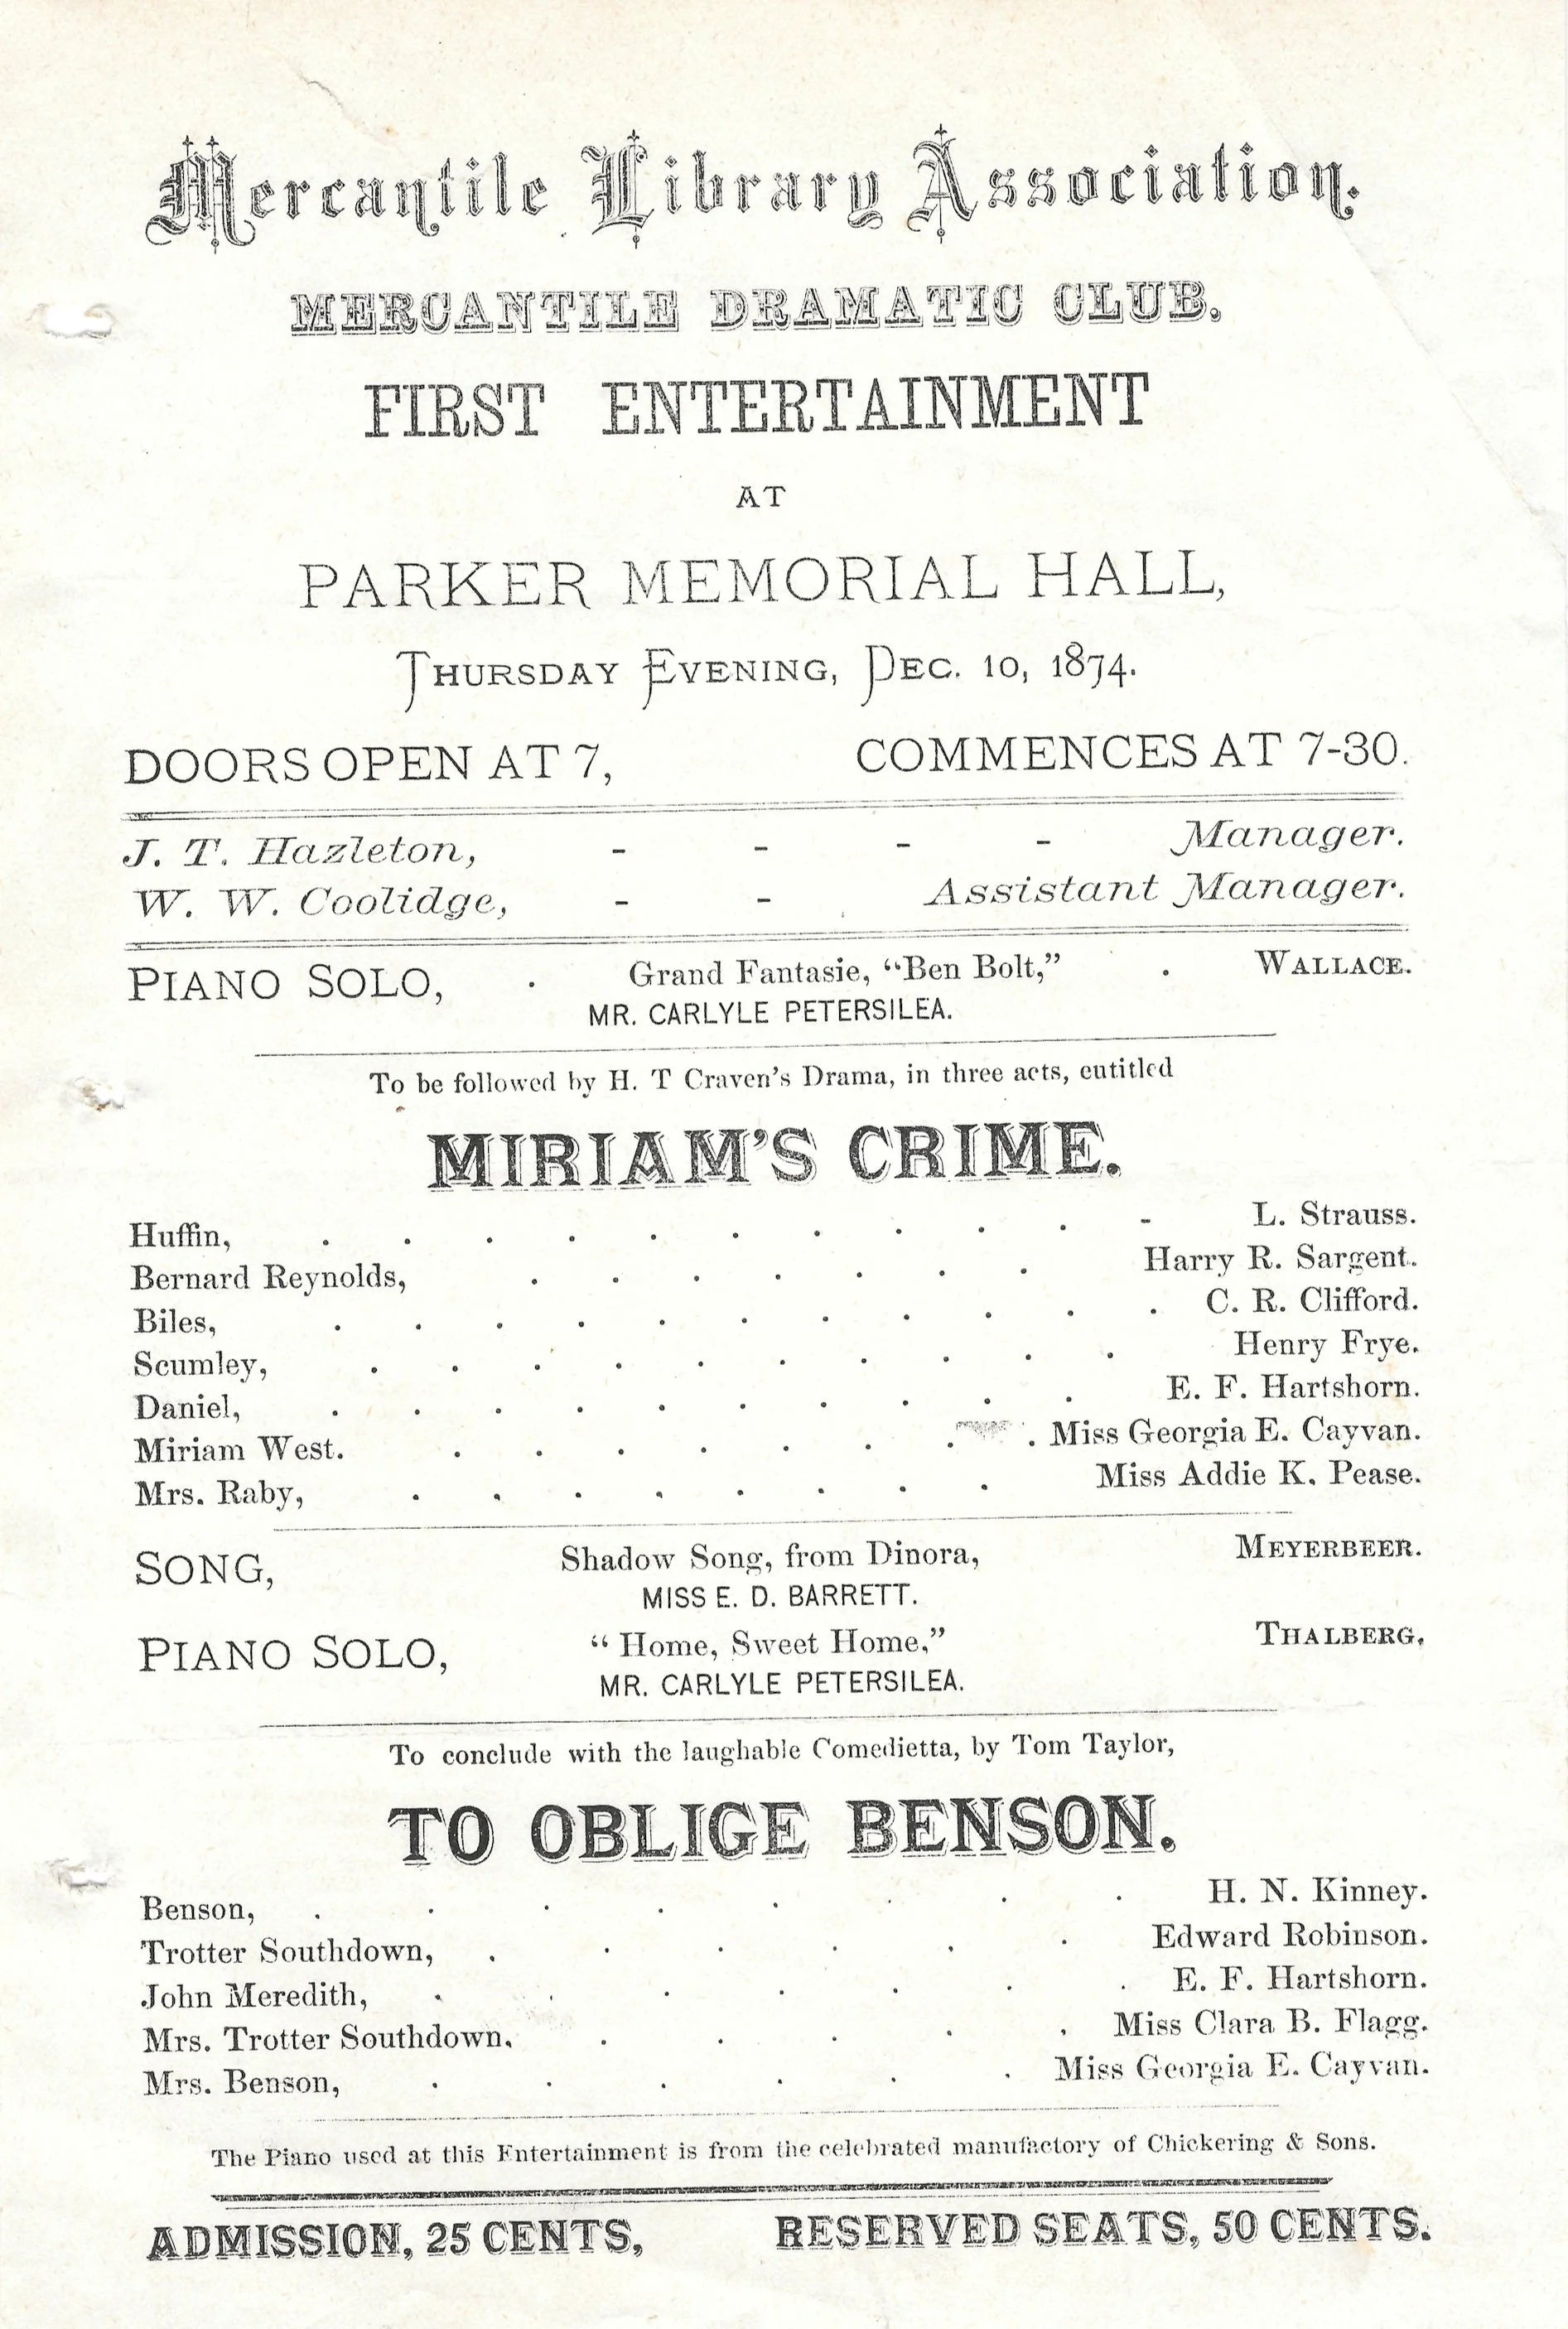 Mercantile Library Association.
MERCANTILE DRAMATIC CLUB.
FIRST ENTERTAINMENT
AT
PARKER MEMORIAL HALL,
THURSDAY EVENING, DEC. 10, 1874.
DOORS OPEN AT 7, COMMENCES AT 7-30.
J. T. Hazleton, - - - - Manager.
W. W. Coolidge, - - Assistant Manager.
PIANO SOLO, . Grand Fantasie, “Ben Bolt,” . WALLACE.
MR. CARLYLE PETERSILEA.
To be followed by H. T Craven's Drama, in three acts, entitled
MIRIAM'S CRIME.
Huffin, . . . . . . . . . . - L. Strauss.
Bernard Reynolds, . . . . . . . Harry R. Sargent.
Biles, . . . . . . . . . . . C. R. Clifford.
Scumley, . . . . . . . . . . Henry Frye.
Daniel, . . . . . . . . . . E. F. Hartshorn.
Miriam West. . . . . . . . . Miss Georgia E. Cayvan.
Mrs. Raby, . . . . . . . . Miss Addie K. Pease.
SONG, Shadow Song, from Dinora, MEYERBEER.
MISS E. D. BARRETT.
PIANO SOLO, “Home, Sweet Home,” THALBERG,
MR. CARLYLE PETERSILEA.
To conclude with the laughable Comedietta, by Tom Taylor,
TO OBLIGE BENSON.
Benson, . . . . . . . . H. N. Kinney.
Trotter Southdown, . . . . . . Edward Robinson.
John Meredith, . . . . . . . E. F. Hartshorn.
Mrs. Trotter Southdown. . . . . . Miss Clara B. Flagg.
Mrs. Benson, . . . . . . Miss Georgia E. Cayvan.
The Piano used at this Entertainment is from the celebrated manufactory of Chickering & Sons.
ADMISSION, 25 CENTS, RESERVED SEATS, 50 CENTS.